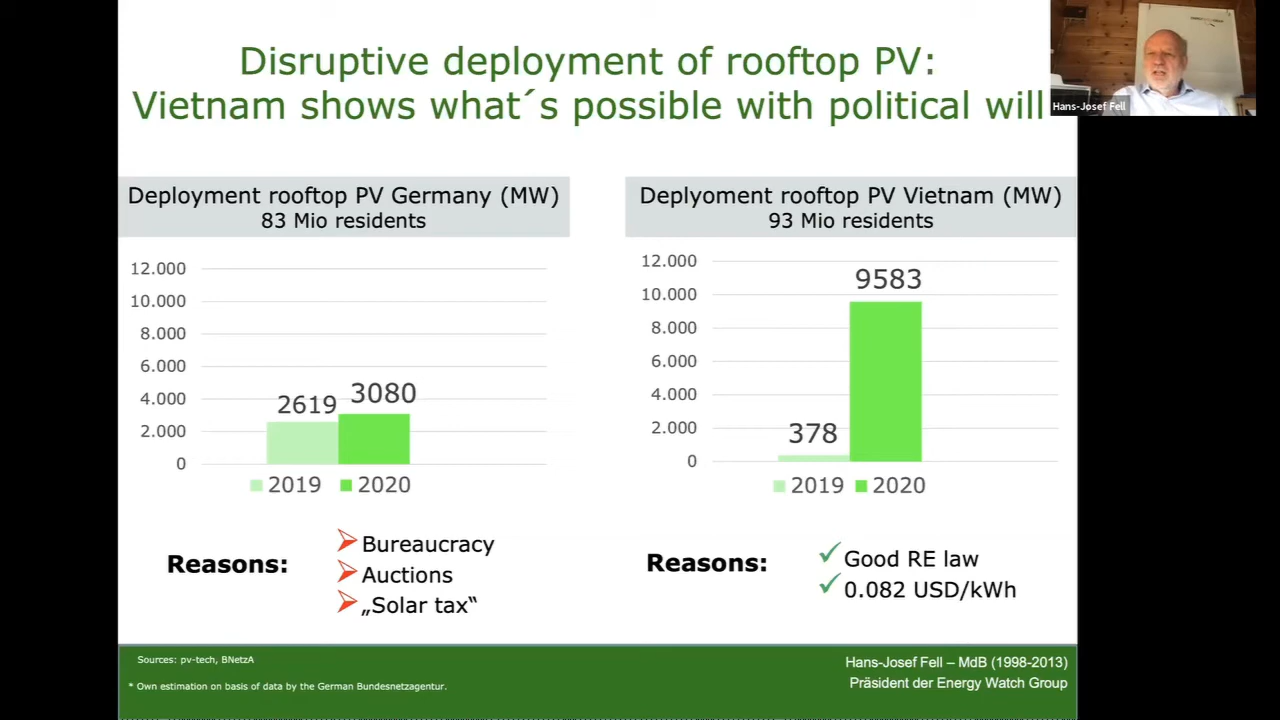 Disruptive deployment of rooftop PV:
Vietnam shows what´s possible with political will
Hans-Josef Fell
Deployment rooftop PV Germany (MW)
83 Mio residents
12.000
10.000
8.000
6.000
4.000
2.000
0
2619
3080
2019
2020
Reasons:
Bureaucracy
Auctions
„Solar tax“
Deplyoment rooftop PV Vietnam (MW)
93 Mio residents
12.000
10.000
8.000
6.000
4.000
2.000
0
378
9583
2019
2020
Reasons:
Good RE law
0.082 USD/kWh
Sources: pv-tech, BNetzA
* Own estimation on basis of data by the German Bundesnetzagentur.
Hans-Josef Fell – MdB (1998-2013)
Präsident der Energy Watch Group